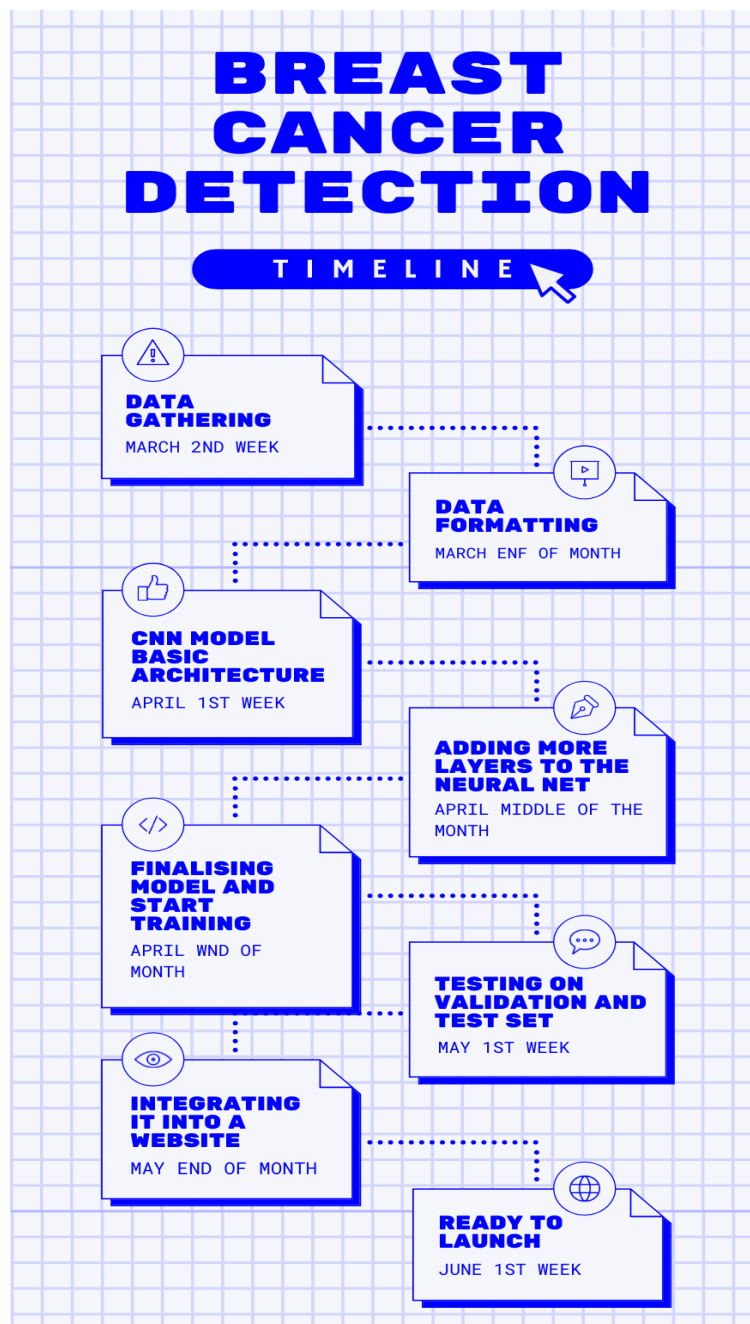 BREAST
CANCER
DETECTION
TIMELINE
DATA
GATHERING
MARCH 2ND WEEK
DATA
FORMATTING
MARCH ENF OF MONTH
CNN MODEL
BASIC
ARCHITECTURE
APRIL 1ST WEEK
ADDING MORE
LAYERS TO THE
NEURAL NET
APRIL MIDDLE OF THE
MONTH
FINALISING
MODEL AND
START
TRAINING
APRIL WND OF
MONTH
TESTING ON
VALIDATION AND
TEST SET
MAY 1ST WEEK
INTEGRATING
IT INTO A
WEBSITE
MAY END OF MONTH
READY TO
LAUNCH
JUNE 1ST WEEK